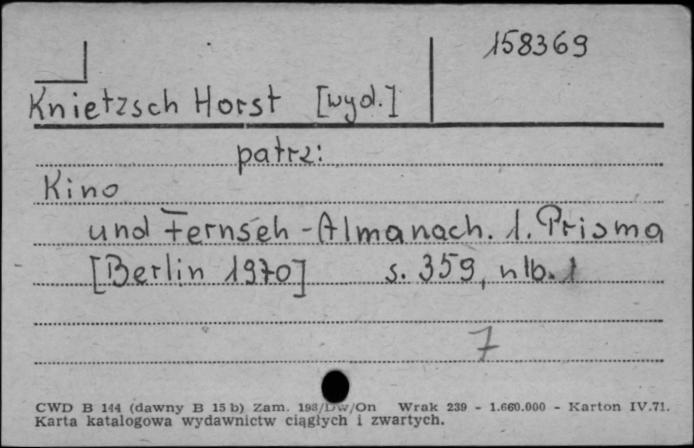 158369
Knietzsch Horst [wyd.]
patrz:
Kino
und Fernseh-Almanach. 1. Prisma
[Berlin 1970] s. 359, nlb. 1
7
CWD B 144 (dawny B 15 b) Zam. 198/Dw/On Wrak 239 - 1.660.000 - Karton IV.71.
Karta katalogowa wydawnictw ciągłych i zwartych.